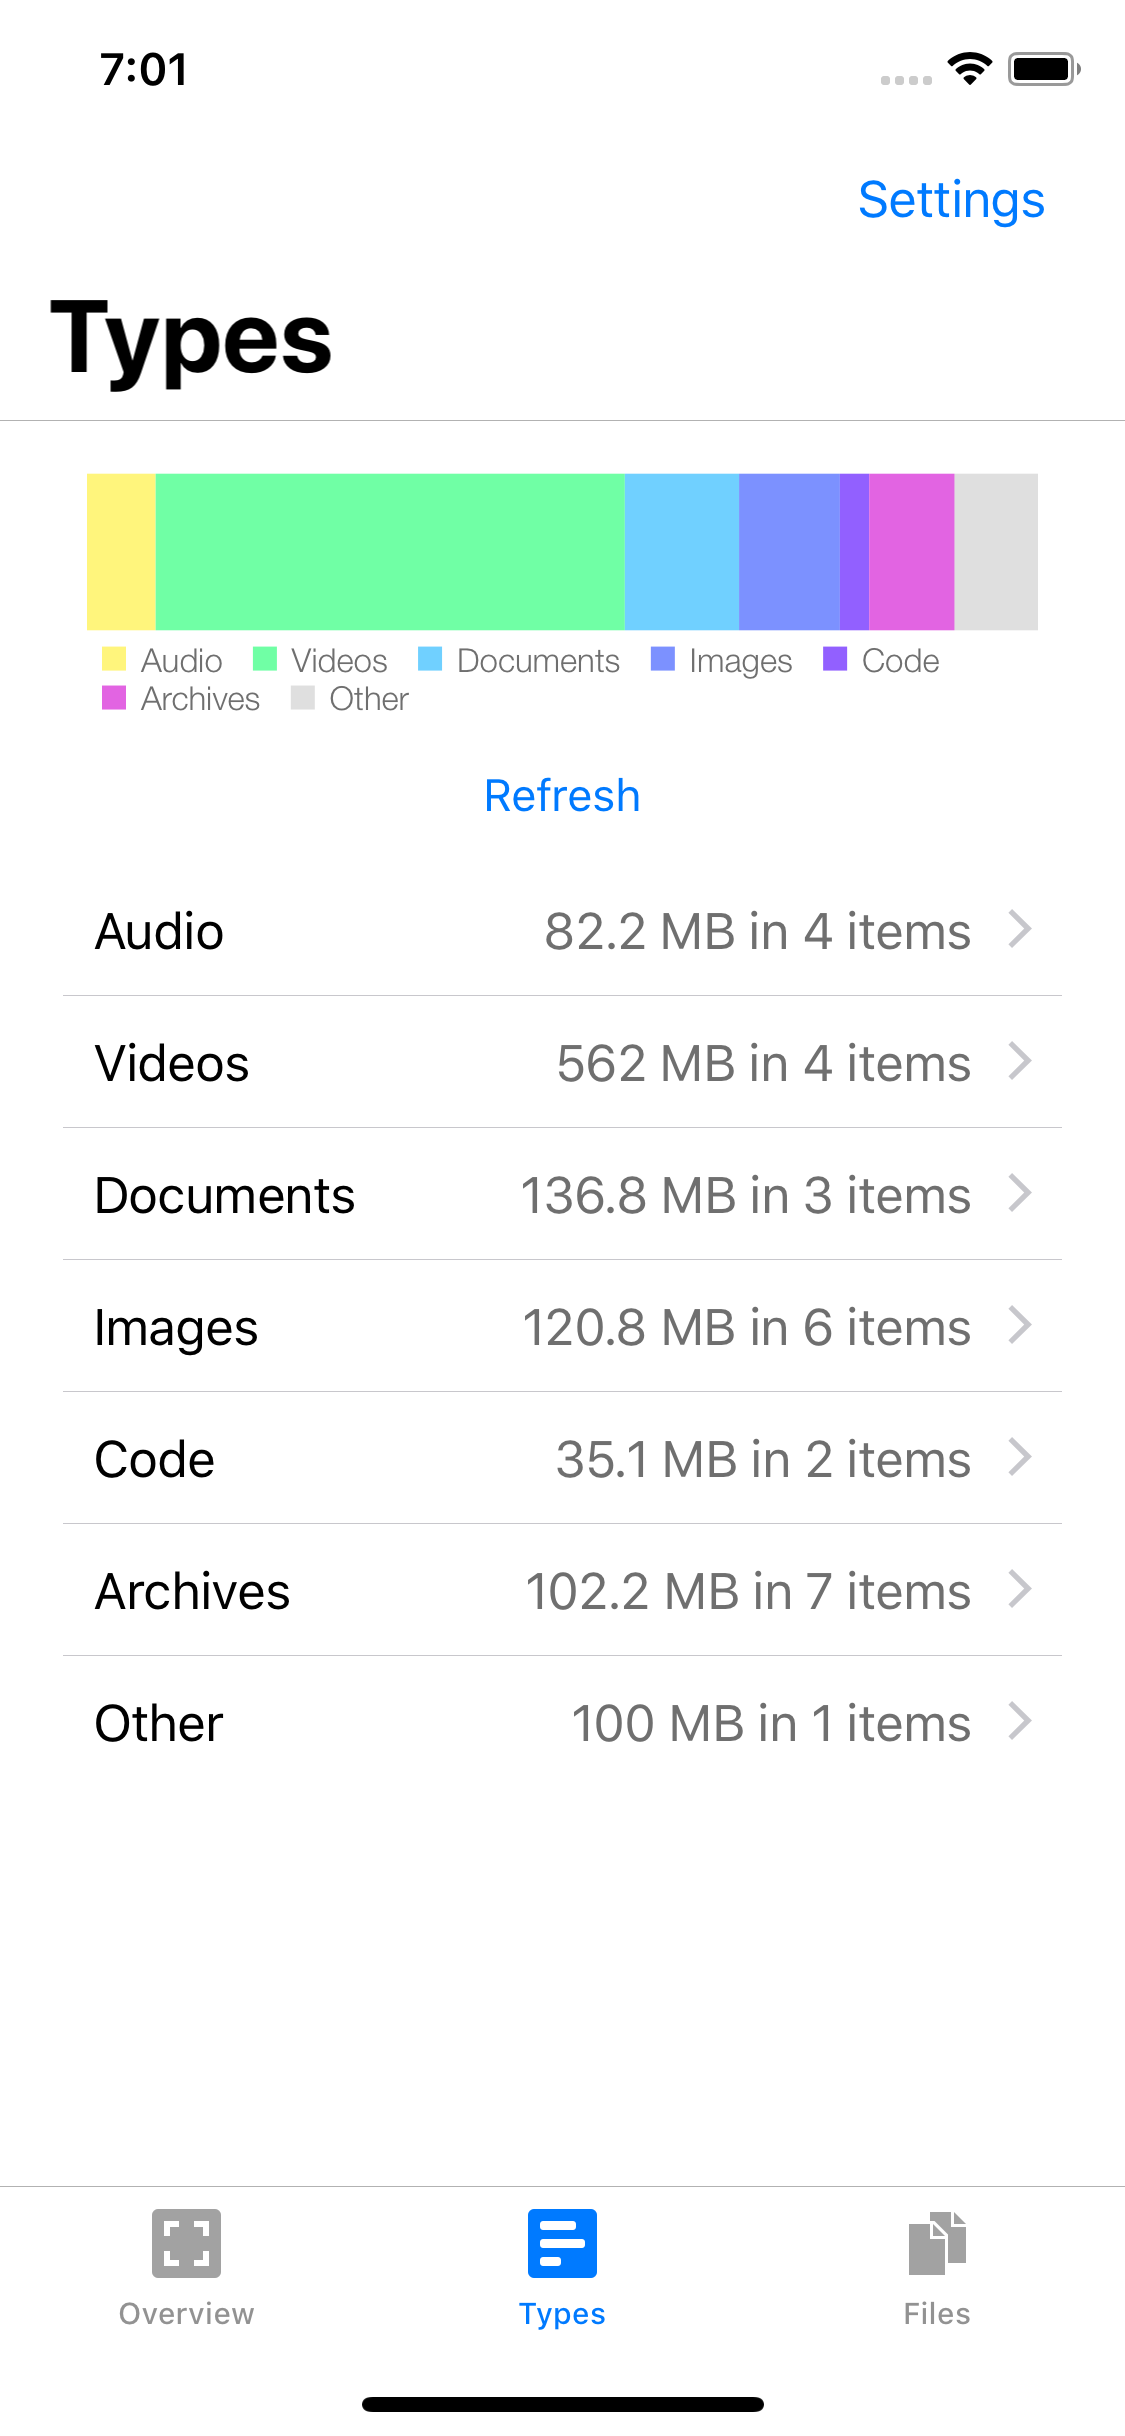 7:01
Settings
Types
Audio Videos Documents Images Code
Archives Other
Refresh
Audio 82.2 MB in 4 items
Videos 562 MB in 4 items
Documents 136.8 MB in 3 items
Images 120.8 MB in 6 items
Code 35.1 MB in 2 items
Archives 102.2 MB in 7 items
Other 100 MB in 1 items
Overview Types Files